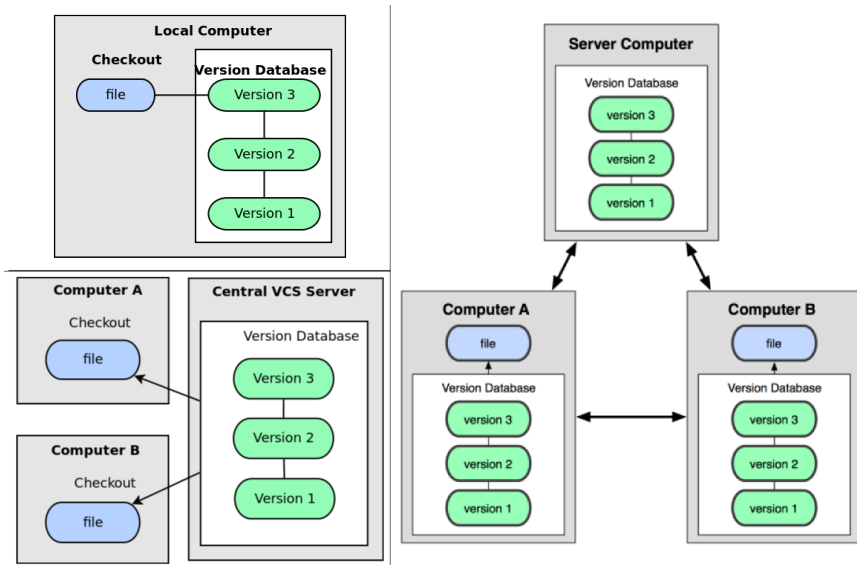 Local Computer
Checkout
Version Database
file
Version 3
Version 2
Version 1
Computer A
Checkout
file
Computer B
Checkout
file
Central VCS Server
Version Database
Version 3
Version 2
Version 1
Server Computer
Version Database
version 3
version 2
version 1
Computer A
file
Version Database
version 3
version 2
version 1
Computer B
file
Version Database
version 3
version 2
version 1